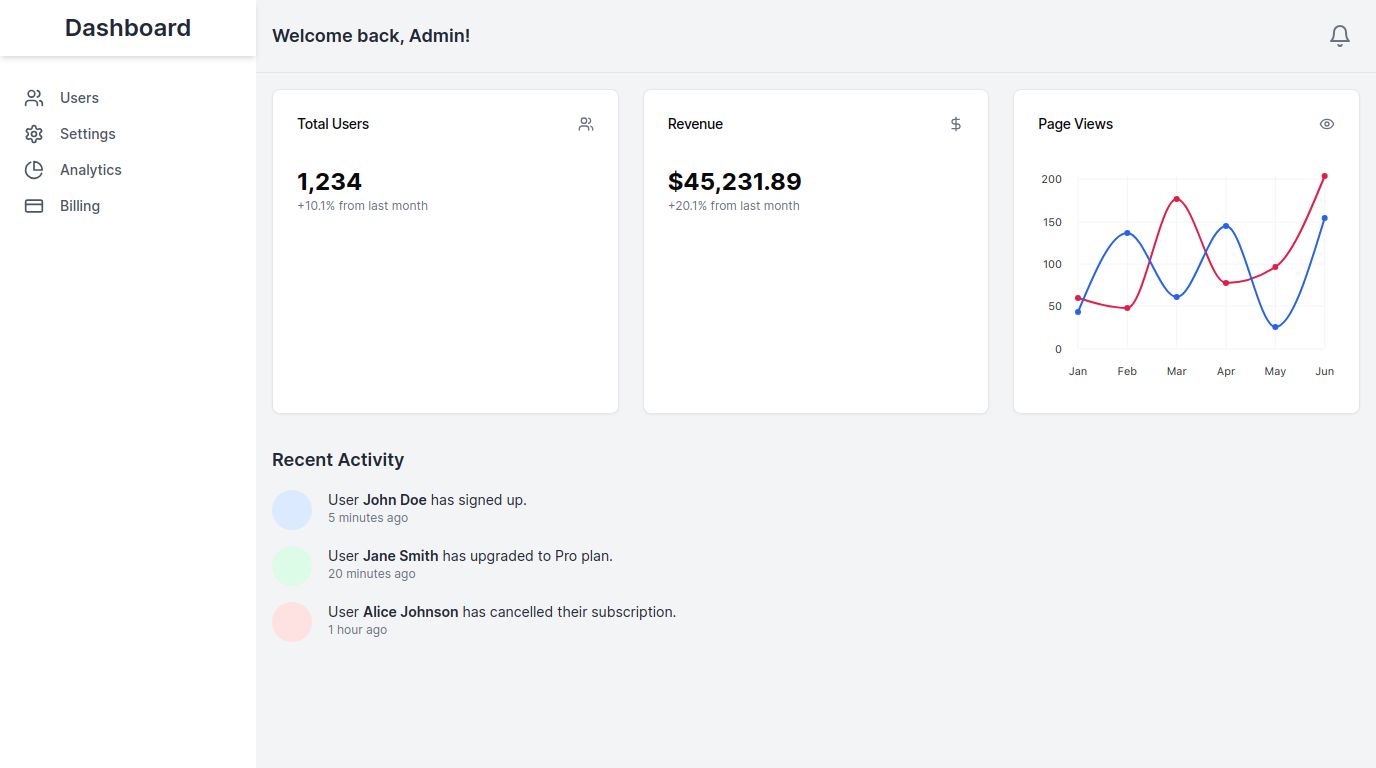 Dashboard
Users
Settings
Analytics
Billing
Welcome back, Admin!
Total Users
1,234
+10.1% from last month
Revenue
$45,231.89
+20.1% from last month
Page Views
200
150
100
50
0
Jan Feb Mar Apr May Jun
Recent Activity
User John Doe has signed up.
5 minutes ago
User Jane Smith has upgraded to Pro plan.
20 minutes ago
User Alice Johnson has cancelled their subscription.
1 hour ago